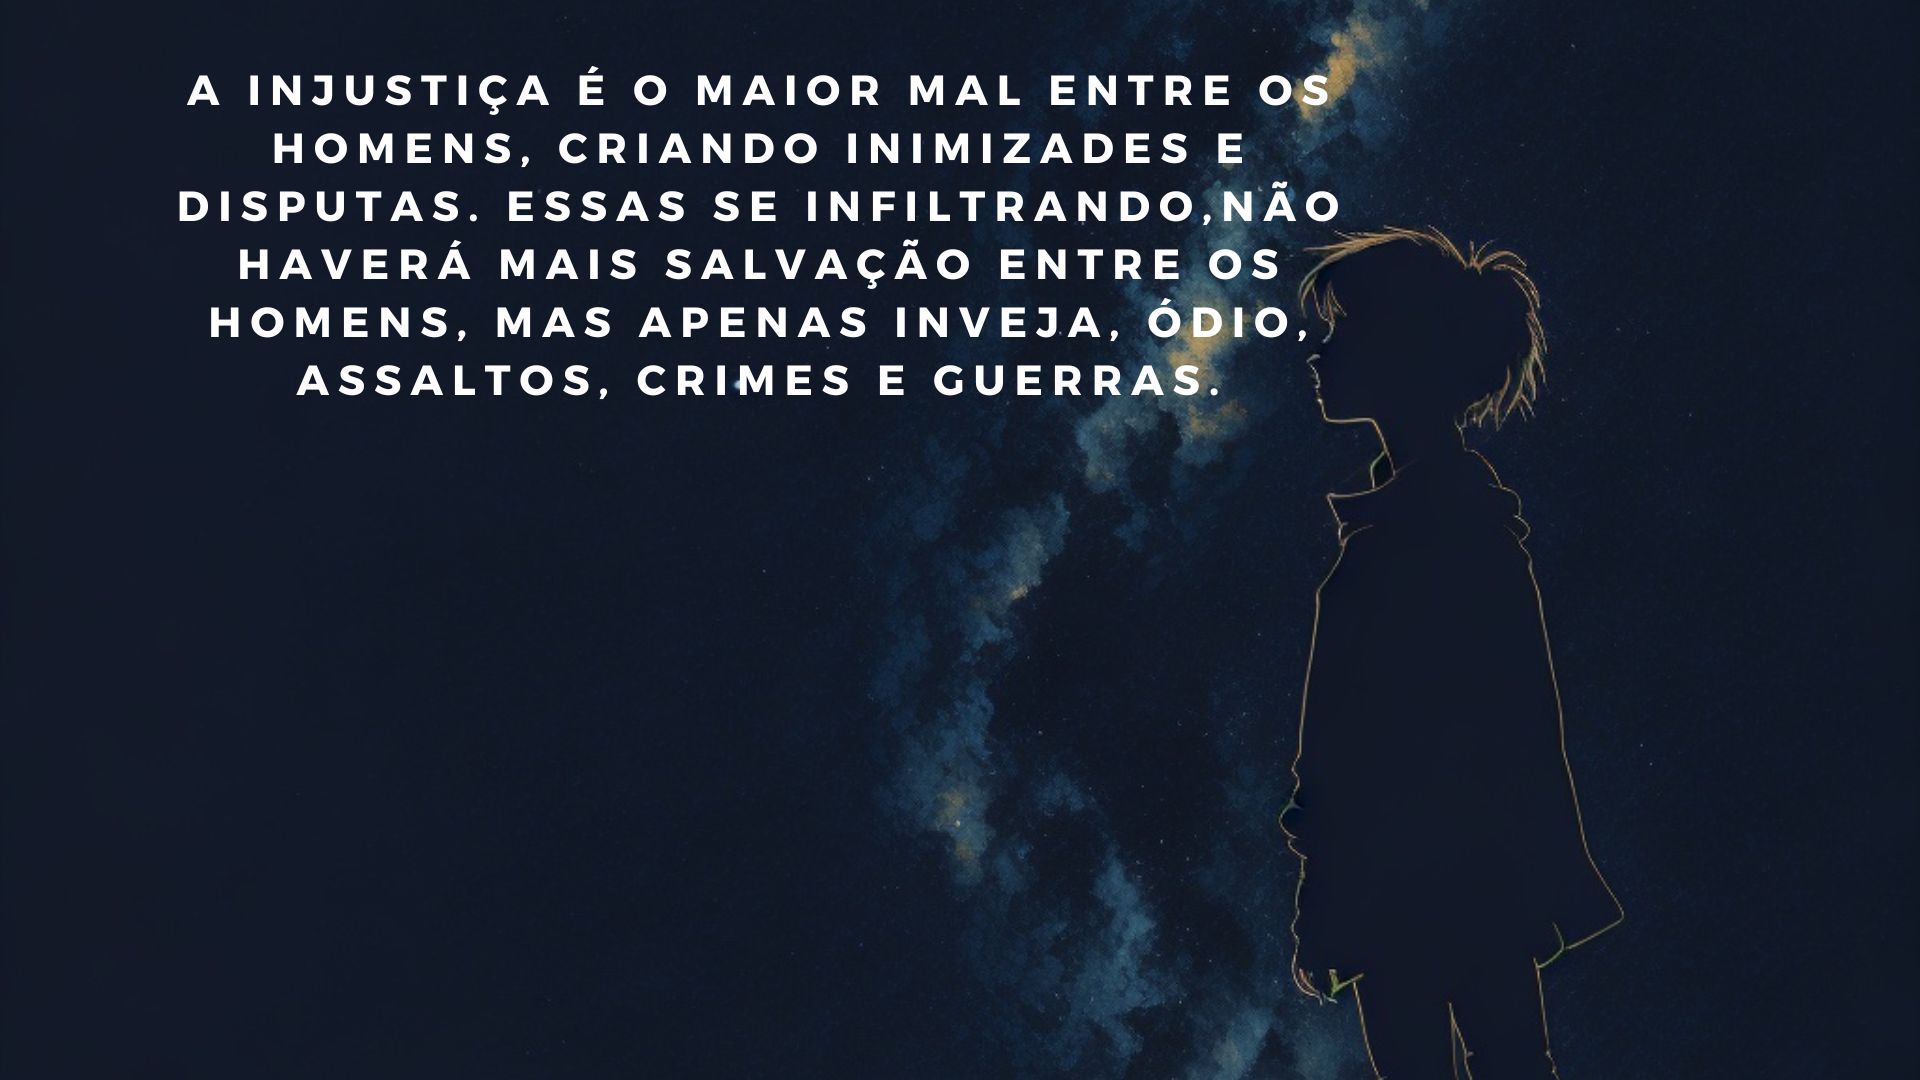 A INJUSTIÇA É O MAIOR MAL ENTRE OS
HOMENS, CRIANDO INIMIZADES E
DISPUTAS. ESSAS SE INFILTRANDO,NÃO
HAVERÁ MAIS SALVAÇÃO ENTRE OS
HOMENS, MAS APENAS INVEJA, ÓDIO,
ASSALTOS, CRIMES E GUERRAS.